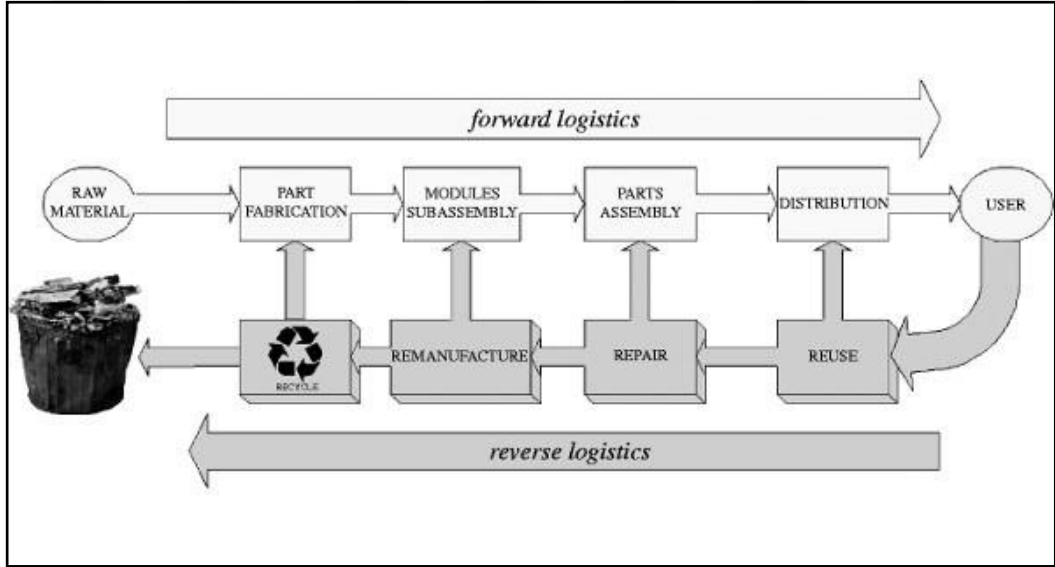 forward logistics
RAW
MATERIAL
PART
FABRICATION
MODULES
SUBASSEMBLY
PARTS
ASSEMBLY
DISTRIBUTION
USER
RECYCLE
REMANUFACTURE
REPAIR
REUSE
reverse logistics